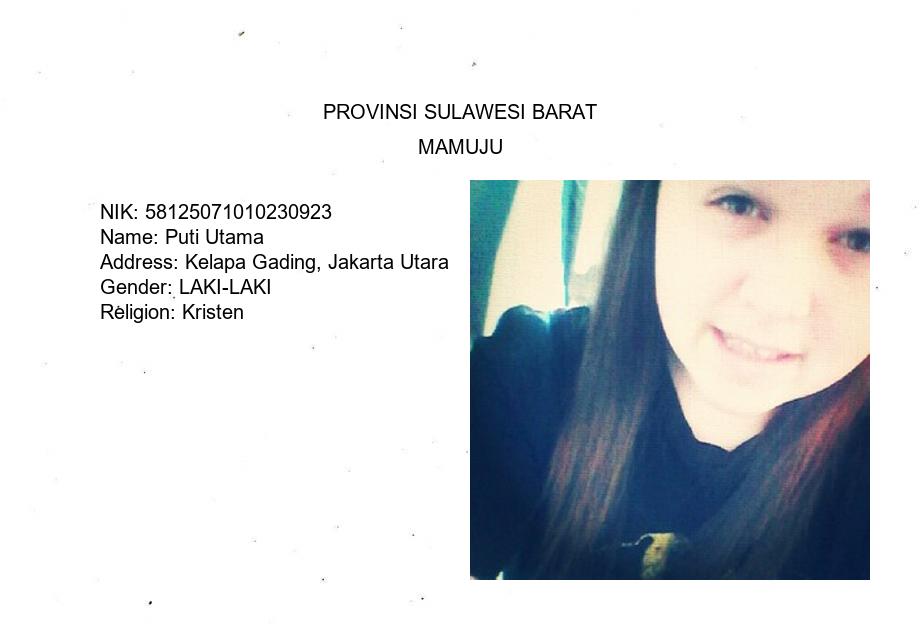 PROVINSI SULAWESI BARAT
MAMUJU
NIK: 58125071010230923
Name: Puti Utama
Address: Kelapa Gading, Jakarta Utara
Gender: LAKI-LAKI
Religion: Kristen